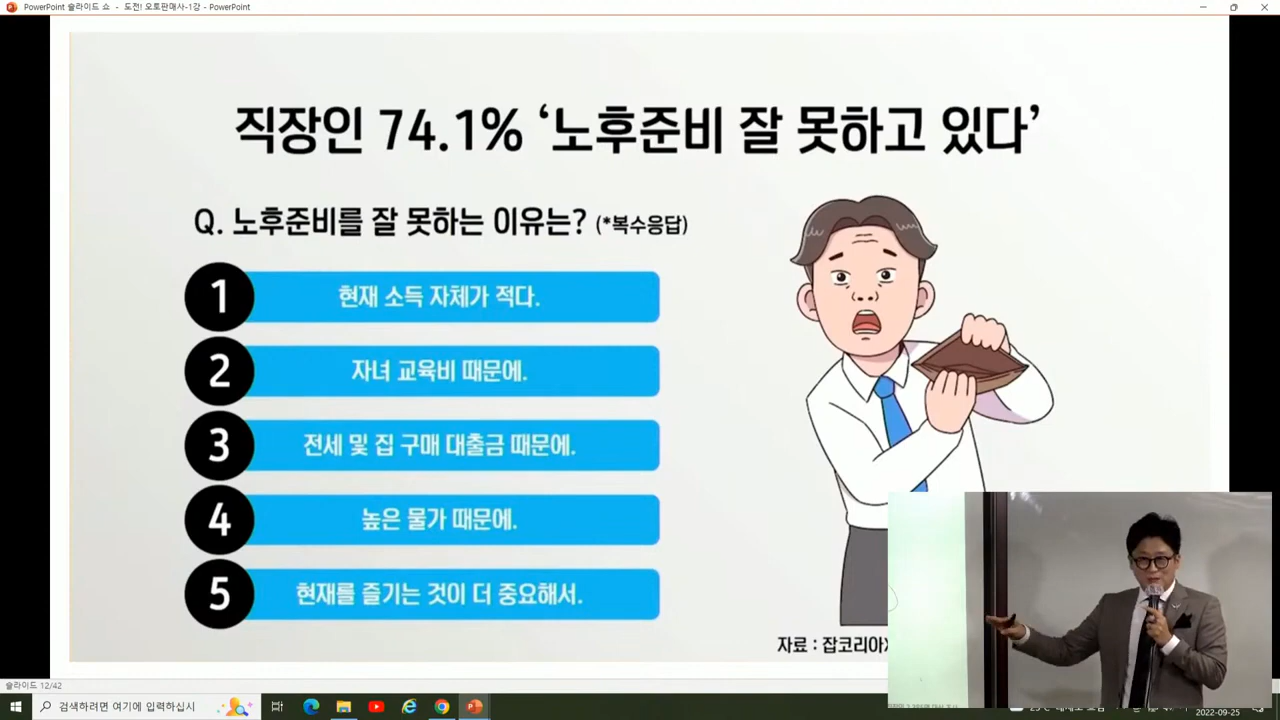 PowerPoint 슬라이드 쇼 - 도전! 오토판매사-1강 - PowerPoint
직장인 74.1% ‘노후준비 잘 못하고 있다’
Q. 노후준비를 잘 못하는 이유는? (*복수응답)
1 현재 소득 자체가 적다.
2 자녀 교육비 때문에.
3 전세 및 집 구매 대출금 때문에.
4 높은 물가 때문에.
5 현재를 즐기는 것이 더 중요해서.
자료 : 잡코리아
슬라이드 12/42
검색하려면 여기에 입력하십시
2022-09-25